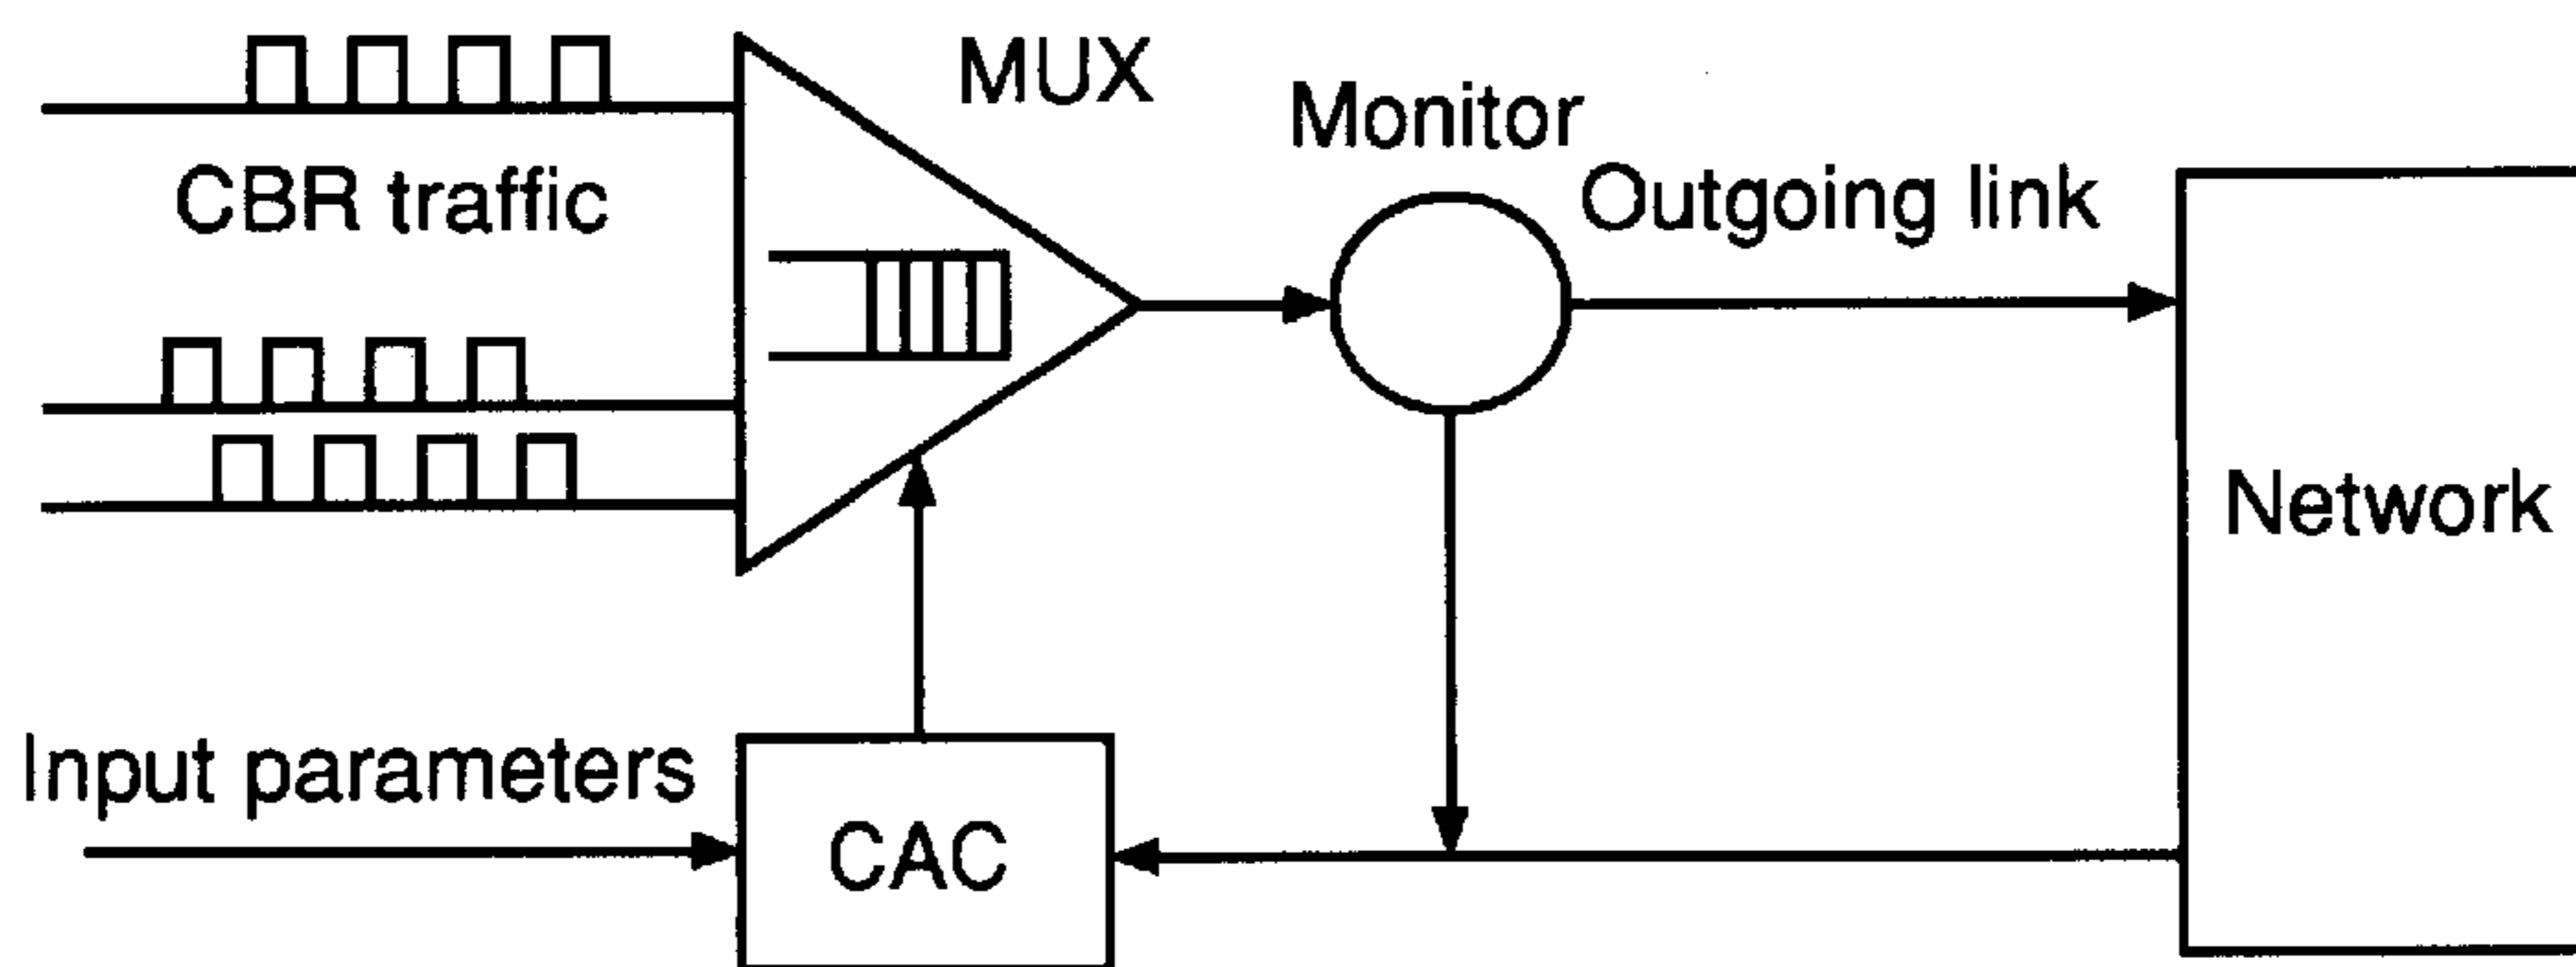 MUX
Monitor
CBR traffic
Outgoing link
Network
Input parameters
CAC